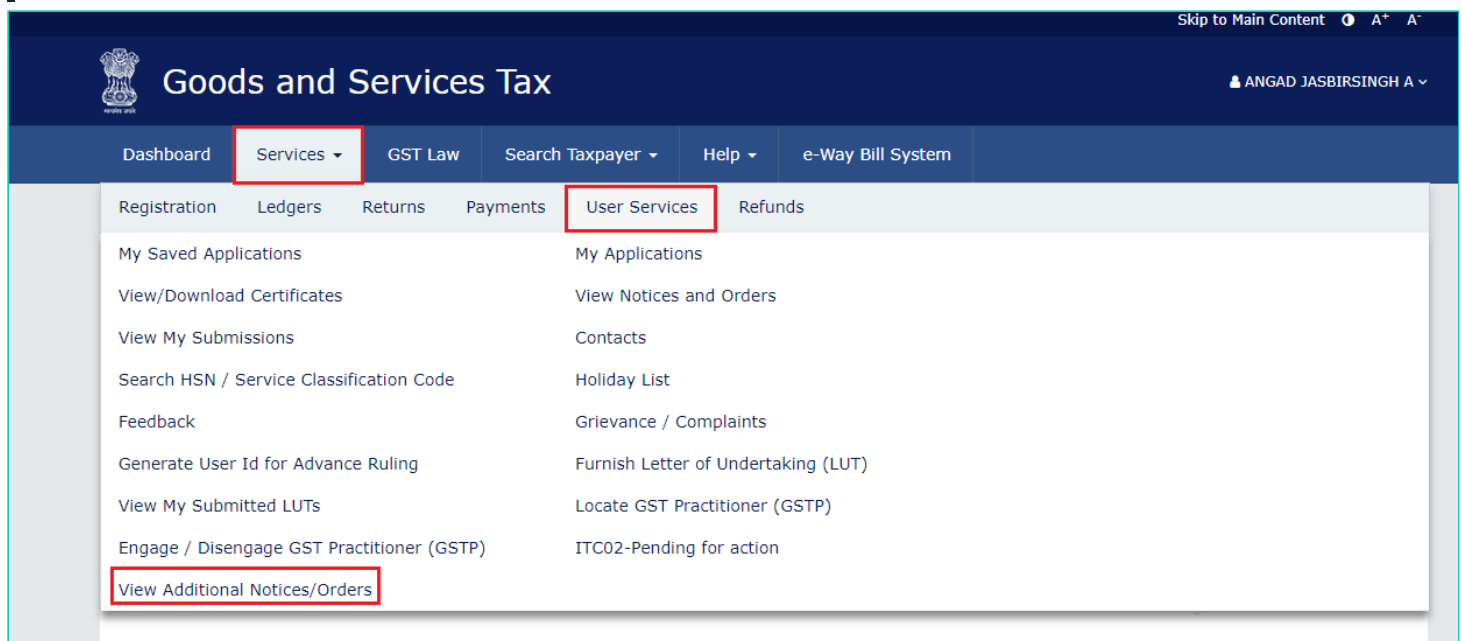 Skip to Main Content A+ A-
Goods and Services Tax
ANGAD JASBIRSINGH A
Dashboard Services GST Law Search Taxpayer Help e-Way Bill System
Registration Ledgers Returns Payments User Services Refunds
My Saved Applications My Applications
View/Download Certificates View Notices and Orders
View My Submissions Contacts
Search HSN / Service Classification Code Holiday List
Feedback Grievance / Complaints
Generate User Id for Advance Ruling Furnish Letter of Undertaking (LUT)
View My Submitted LUTs Locate GST Practitioner (GSTP)
Engage / Disengage GST Practitioner (GSTP) ITC02-Pending for action
View Additional Notices/Orders